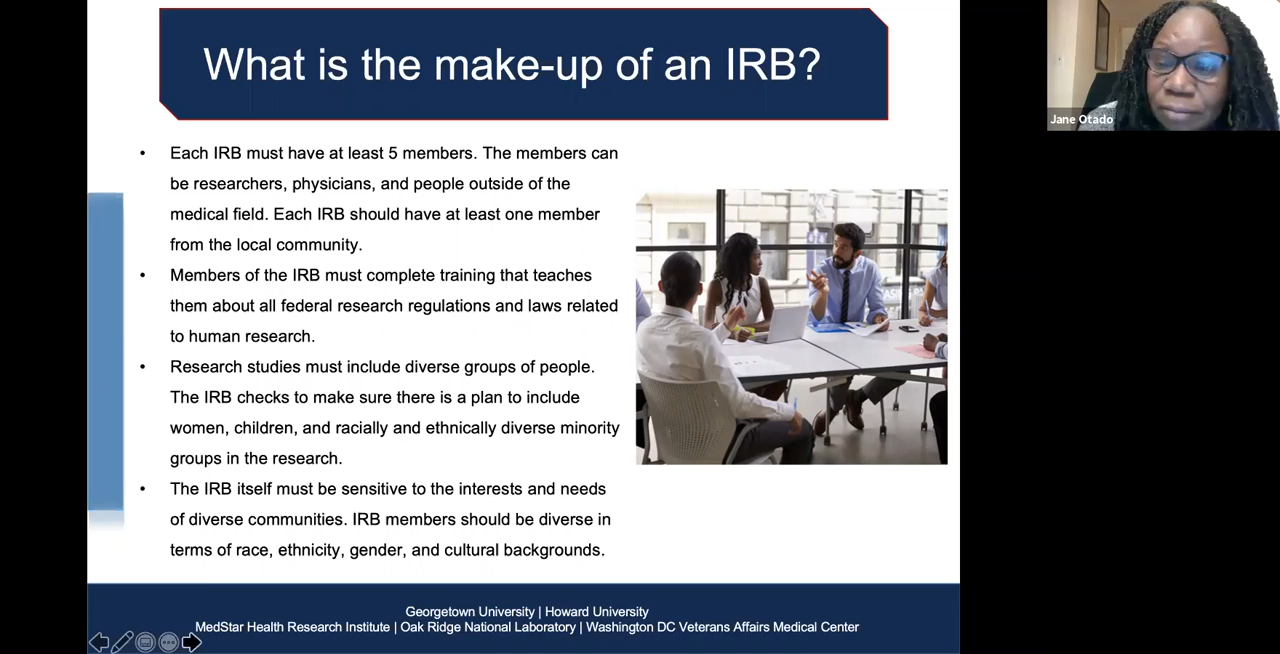 What is the make-up of an IRB?
• Each IRB must have at least 5 members. The members can
be researchers, physicians, and people outside of the
medical field. Each IRB should have at least one member
from the local community.
• Members of the IRB must complete training that teaches
them about all federal research regulations and laws related
to human research.
• Research studies must include diverse groups of people.
The IRB checks to make sure there is a plan to include
women, children, and racially and ethnically diverse minority
groups in the research.
• The IRB itself must be sensitive to the interests and needs
of diverse communities. IRB members should be diverse in
terms of race, ethnicity, gender, and cultural backgrounds.
Georgetown University | Howard University
MedStar Health Research Institute | Oak Ridge National Laboratory | Washington DC Veterans Affairs Medical Center
Jane Otado